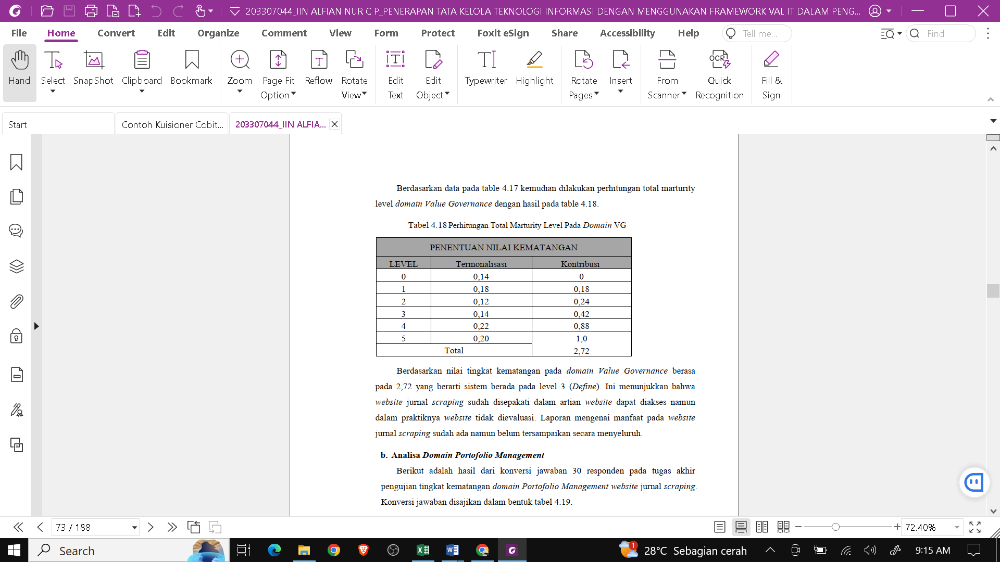 203307044_IIN ALFIAN NUR C P_PENERAPAN TATA KELOLA TEKNOLOGI INFORMASI DENGAN MENGGUNAKAN FRAMEWORK VAL IT DALAM PENG...
File Home Convert Edit Organize Comment View Form Protect Foxit eSign Share Accessibility Help Tell me... Find
Hand Select SnapShot Clipboard Bookmark Zoom Page Fit Option Reflow Rotate View Edit Text Edit Object Typewriter Highlight Rotate Pages Insert From Scanner Quick Recognition Fill & Sign
Start Contoh Kuisioner Cobit... 203307044_IIN ALFIA...
Berdasarkan data pada table 4.17 kemudian dilakukan perhitungan total marturity
level domain Value Governance dengan hasil pada table 4.18.
Tabel 4.18 Perhitungan Total Marturity Level Pada Domain VG
PENENTUAN NILAI KEMATANGAN
LEVEL Termonalisasi Kontribusi
0 0,14 0
1 0,18 0,18
2 0,12 0,24
3 0,14 0,42
4 0,22 0,88
5 0,20 1,0
Total 2,72
Berdasarkan nilai tingkat kematangan pada domain Value Governance berasa
pada 2,72 yang berarti sistem berada pada level 3 (Define). Ini menunjukkan bahwa
website jurnal scraping sudah disepakati dalam artian website dapat diakses namun
dalam praktiknya website tidak dievaluasi. Laporan mengenai manfaat pada website
jurnal scraping sudah ada namun belum tersampaikan secara menyeluruh.
b. Analisa Domain Portofolio Management
Berikut adalah hasil dari konversi jawaban 30 responden pada tugas akhir
pengujian tingkat kematangan domain Portofolio Management website jurnal scraping.
Konversi jawaban disajikan dalam bentuk tabel 4.19.
73 / 188 72.40%
Search 1 28°C Sebagian cerah 9:15 AM